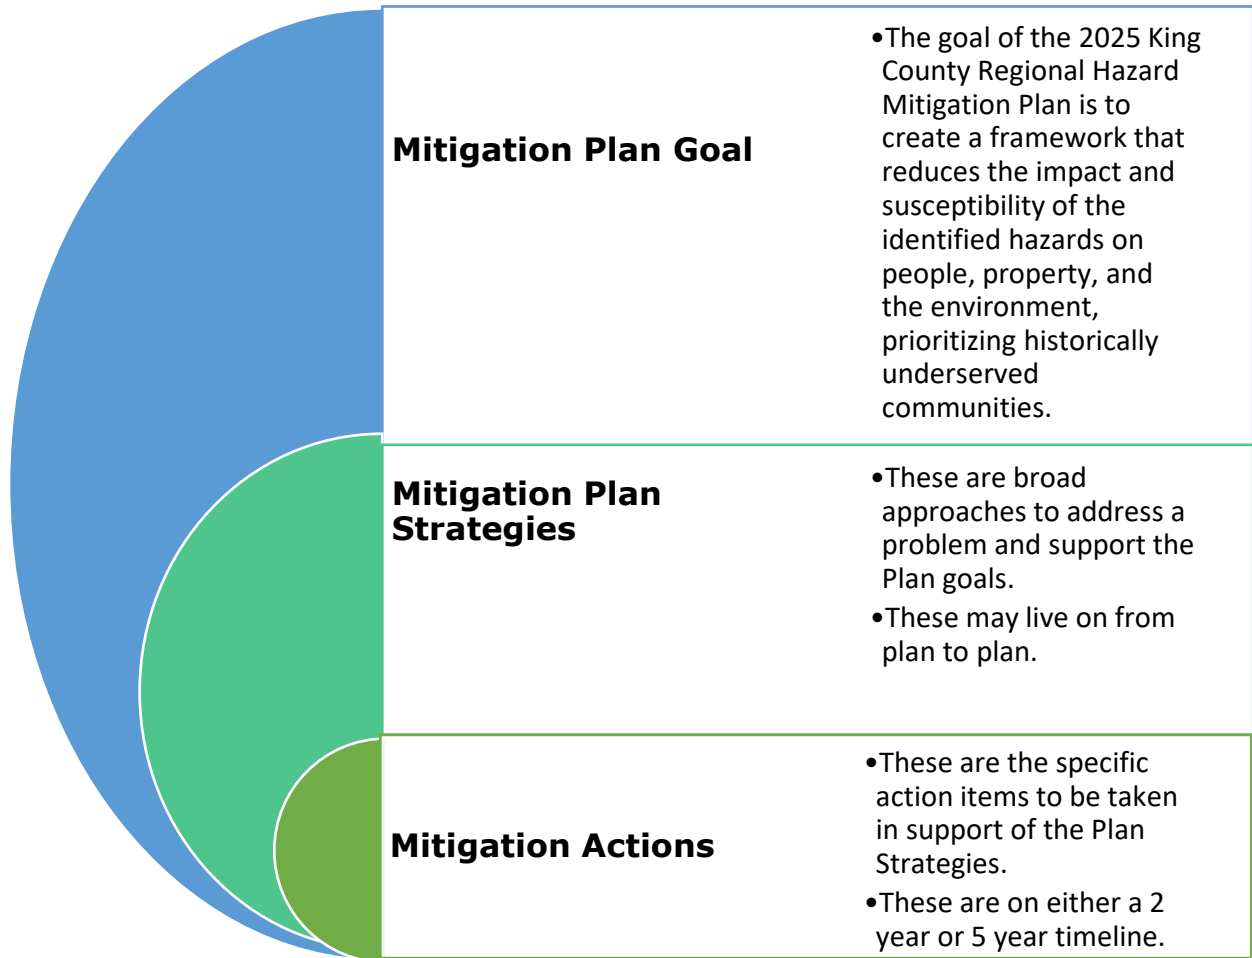 Mitigation Plan Goal
•The goal of the 2025 King
County Regional Hazard
Mitigation Plan is to
create a framework that
reduces the impact and
susceptibility of the
identified hazards on
people, property, and
the environment,
prioritizing historically
underserved
communities.
Mitigation Plan
Strategies
•These are broad
approaches to address a
problem and support the
Plan goals.
•These may live on from
plan to plan.
Mitigation Actions
•These are the specific
action items to be taken
in support of the Plan
Strategies.
•These are on either a 2
year or 5 year timeline.